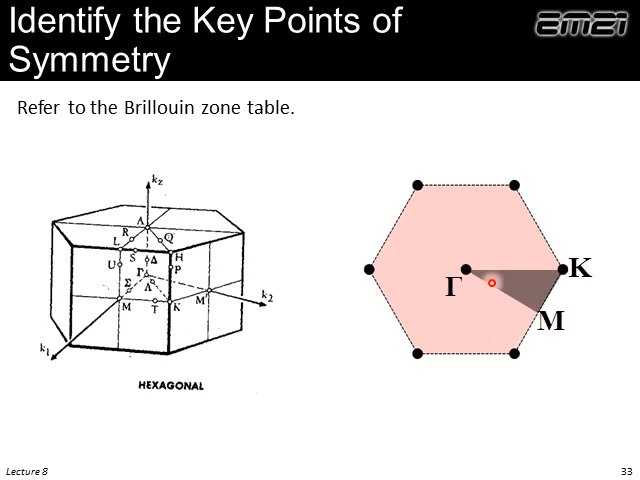 Identify the Key Points of
Symmetry
EM21
Refer to the Brillouin zone table.
kz
A
R
Q
L
S
Δ
H
U
Γ
P
Σ
Λ
M
M'
T
K
k2
k1
HEXAGONAL
Γ
K
M
Lecture 8
33